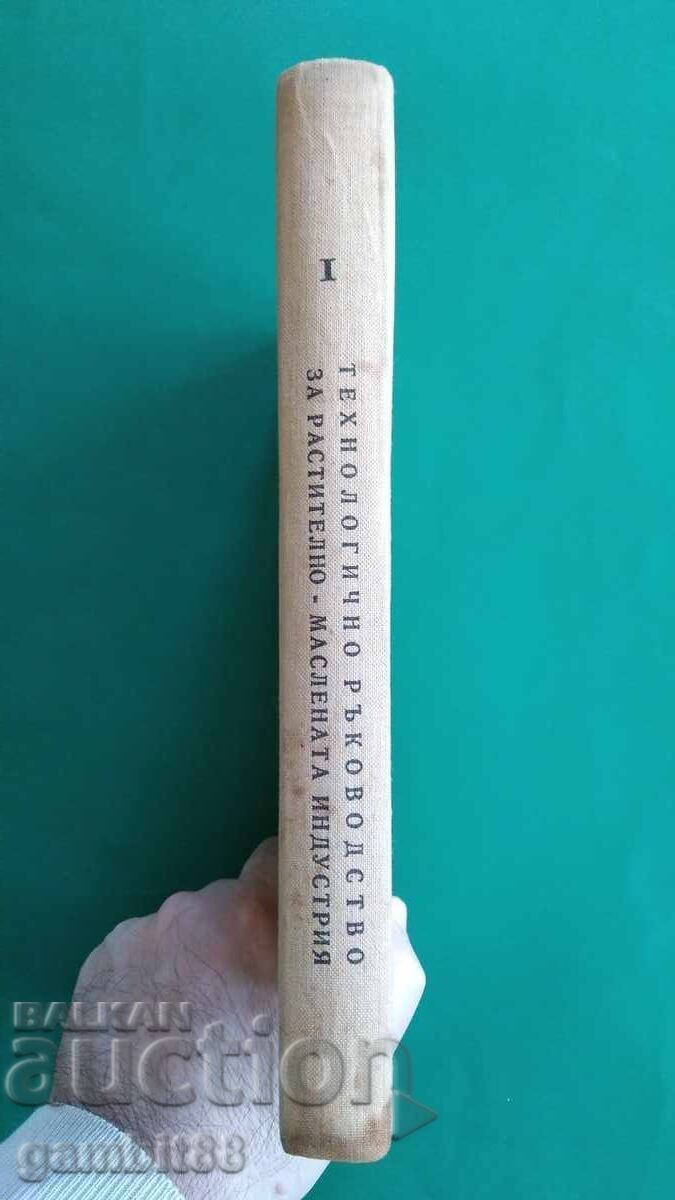 I
ТЕХНОЛОГИЧНО РЪКОВОДСТВО
ЗА РАСТИТЕЛНО - МАСЛЕНАТА ИНДУСТРИЯ
BALKAN
auction
gambit88